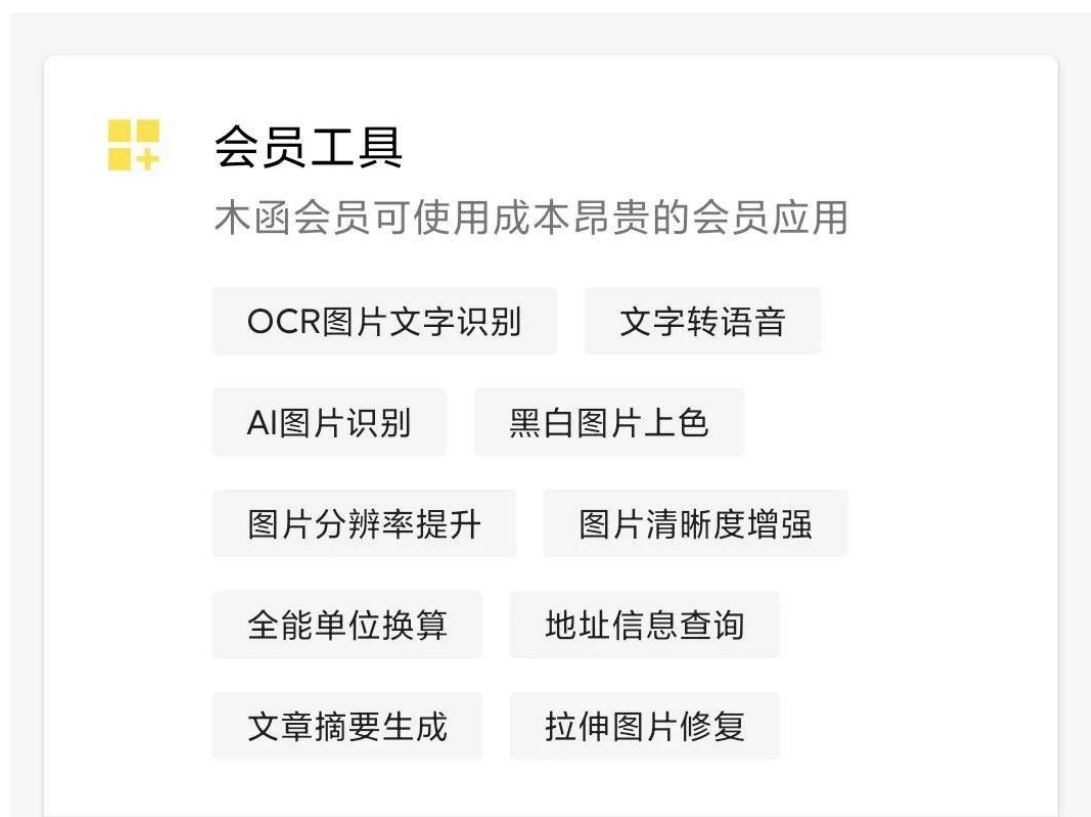 会员工具
木函会员可使用成本昂贵的会员应用
OCR图片文字识别 文字转语音
AI图片识别 黑白图片上色
图片分辨率提升 图片清晰度增强
全能单位换算 地址信息查询
文章摘要生成 拉伸图片修复